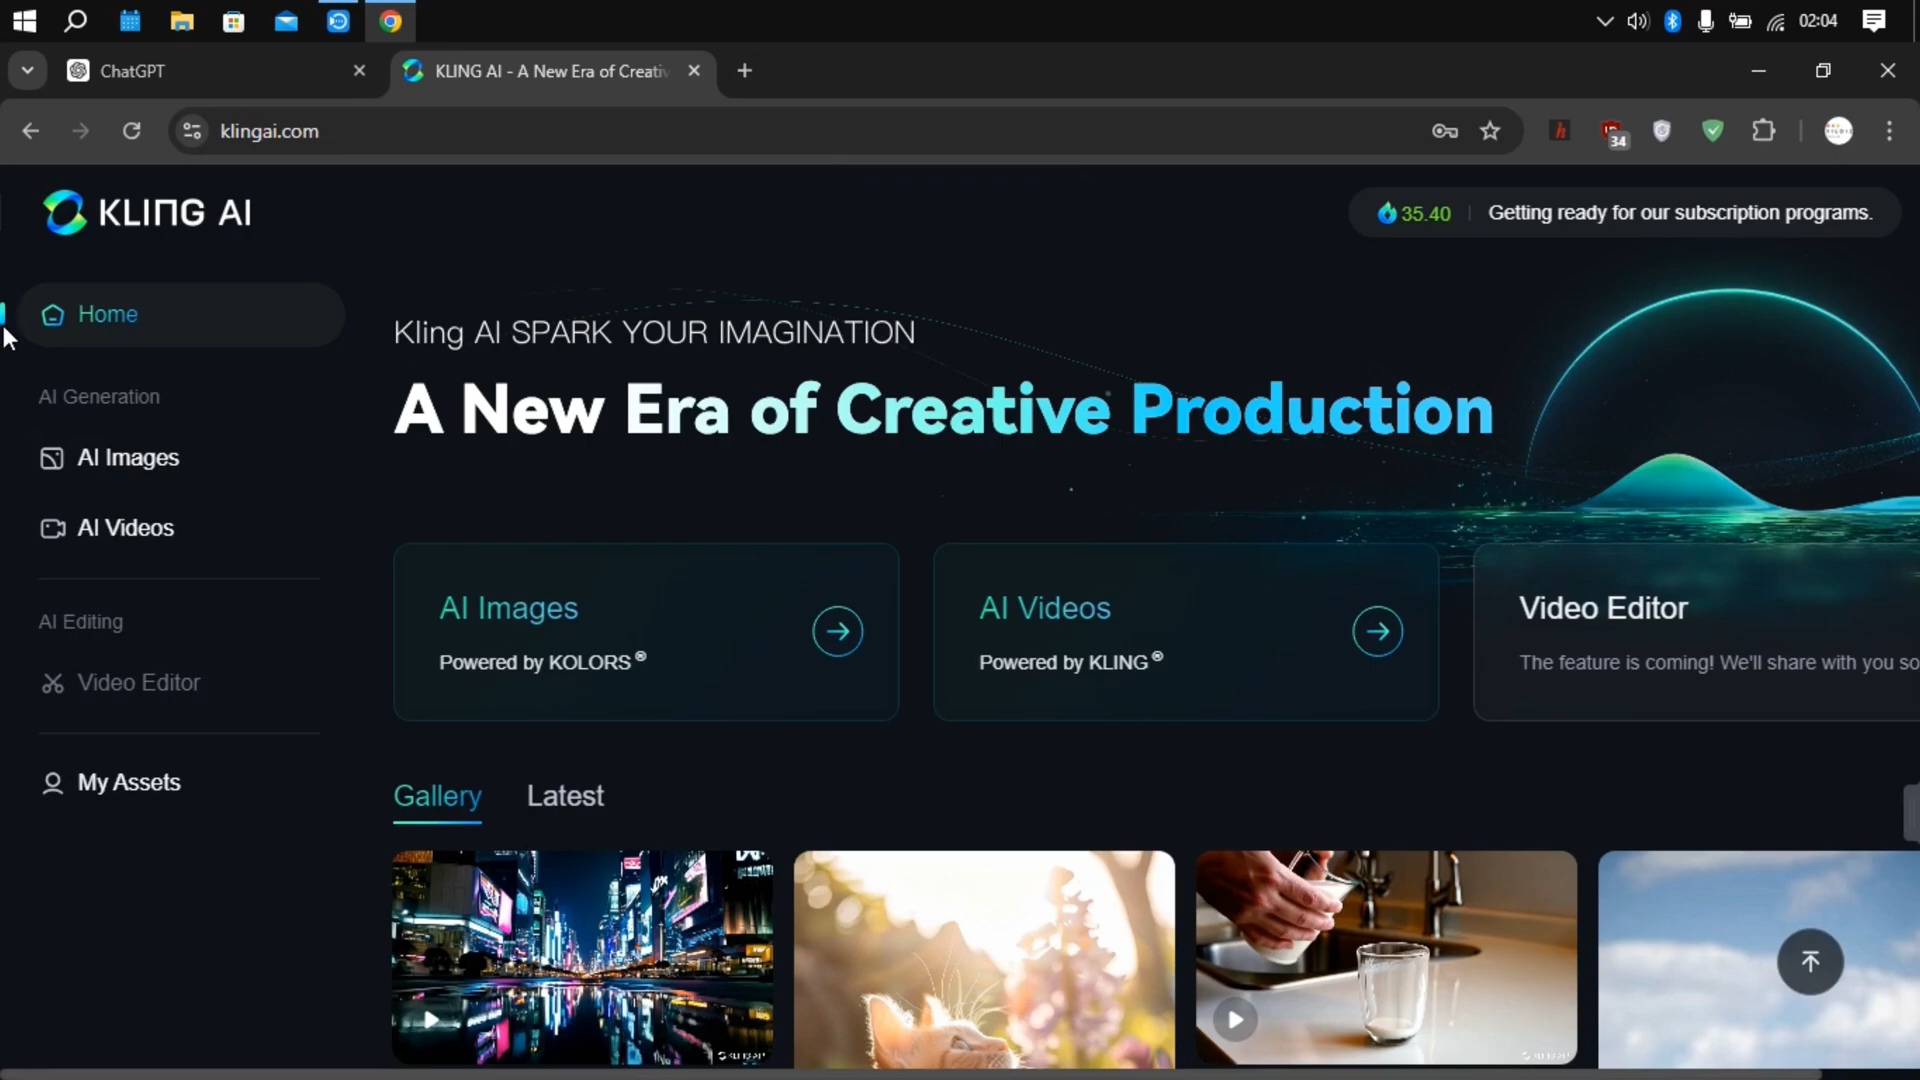 02:04
ChatGPT
KLING AI - A New Era of Creativ
klingai.com
34
KLING AI
35.40
Getting ready for our subscription programs.
Home
AI Generation
AI Images
AI Videos
AI Editing
Video Editor
My Assets
Kling AI SPARK YOUR IMAGINATION
A New Era of Creative Production
AI Images
Powered by KOLORS®
AI Videos
Powered by KLING®
Video Editor
The feature is coming! We'll share with you so
Gallery
Latest